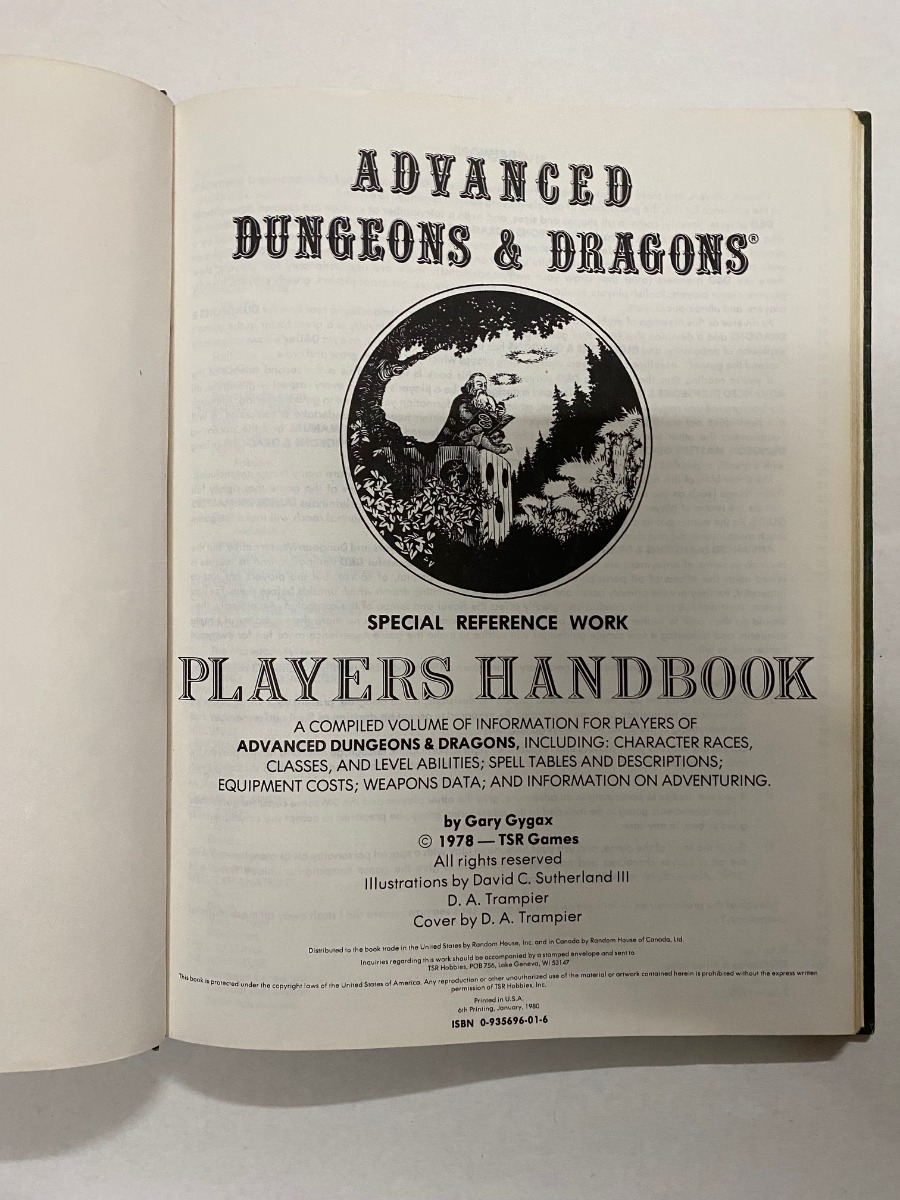 ADVANCED
DUNGEONS & DRAGONS®
SPECIAL REFERENCE WORK
PLAYERS HANDBOOK
A COMPILED VOLUME OF INFORMATION FOR PLAYERS OF
ADVANCED DUNGEONS & DRAGONS, INCLUDING: CHARACTER RACES,
CLASSES, AND LEVEL ABILITIES; SPELL TABLES AND DESCRIPTIONS;
EQUIPMENT COSTS; WEAPONS DATA; AND INFORMATION ON ADVENTURING.
by Gary Gygax
© 1978 — TSR Games
All rights reserved
Illustrations by David C. Sutherland III
D. A. Trampier
Cover by D. A. Trampier
Distributed to the book trade in the United States by Random House, Inc. and in Canada by Random House of Canada, Ltd.
Inquiries regarding this work should be accompanied by a stamped envelope and sent to
TSR Hobbies, POB 756, Lake Geneva, WI 53147
This book is protected under the copyright laws of the United States of America. Any reproduction or other unauthorized use of the material or artwork contained herein is prohibited without the express written
permission of TSR Hobbies, Inc.
Printed in U.S.A.
6th Printing, January, 1980
ISBN 0-935696-01-6